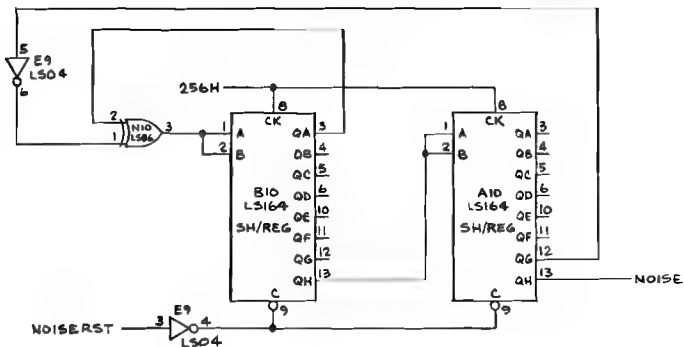 5
E9
LS04
6
2
1
N10
LS86
3
256H
8
CK
1
A
2
B
B10
LS164
SH/REG
QA 3
QB 4
QC 5
QD 6
QE 10
QF 11
QG 12
QH 13
C
9
8
CK
1
A
2
B
A10
LS164
SH/REG
QA 3
QB 4
QC 5
QD 6
QE 10
QF 11
QG 12
QH 13
NOISE
C
9
NOISERST
3
E9
4
LS04